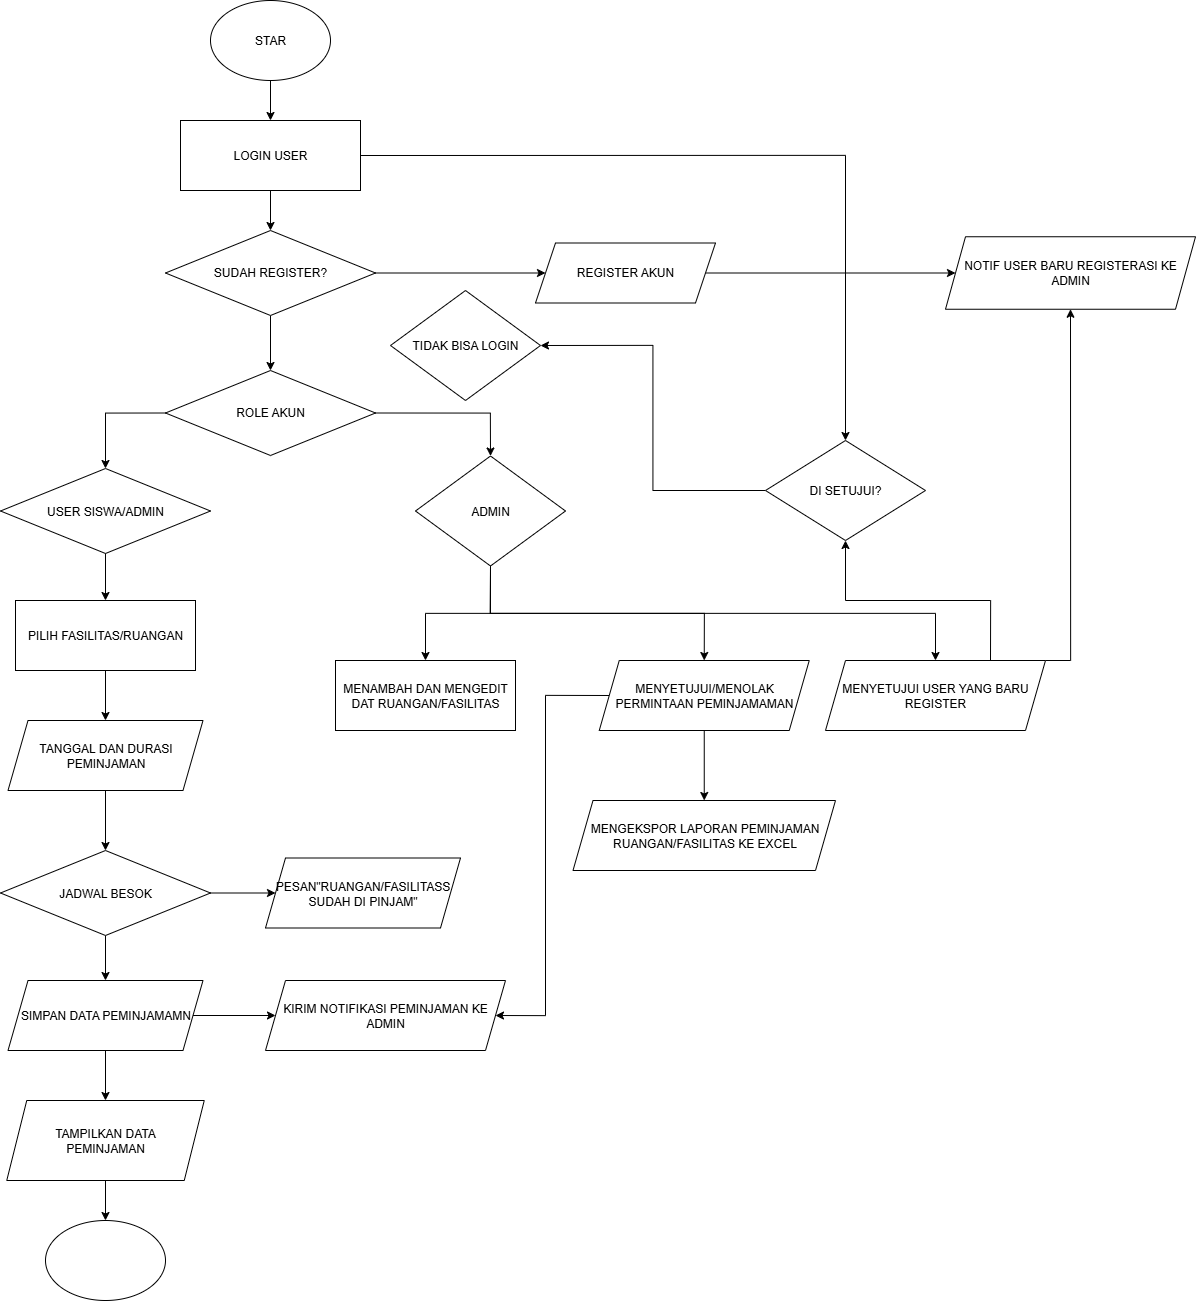 STAR
LOGIN USER
SUDAH REGISTER?
REGISTER AKUN
NOTIF USER BARU REGISTERASI KE
ADMIN
TIDAK BISA LOGIN
ROLE AKUN
DI SETUJUI?
USER SISWA/ADMIN
ADMIN
PILIH FASILITAS/RUANGAN
MENAMBAH DAN MENGEDIT
DAT RUANGAN/FASILITAS
MENYETUJUI/MENOLAK
PERMINTAAN PEMINJAMAMAN
MENYETUJUI USER YANG BARU
REGISTER
TANGGAL DAN DURASI
PEMINJAMAN
MENGEKSPOR LAPORAN PEMINJAMAN
RUANGAN/FASILITAS KE EXCEL
JADWAL BESOK
PESAN"RUANGAN/FASILITASS
SUDAH DI PINJAM"
SIMPAN DATA PEMINJAMAMN
KIRIM NOTIFIKASI PEMINJAMAN KE
ADMIN
TAMPILKAN DATA
PEMINJAMAN